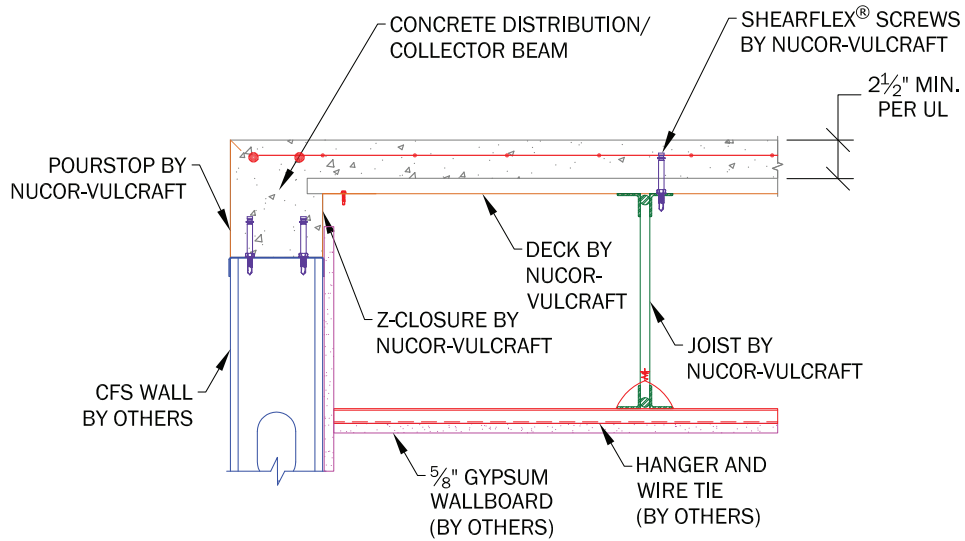 CONCRETE DISTRIBUTION/
COLLECTOR BEAM
SHEARFLEX® SCREWS
BY NUCOR-VULCRAFT
2½" MIN.
PER UL
POURSTOP BY
NUCOR-VULCRAFT
DECK BY
NUCOR-
VULCRAFT
Z-CLOSURE BY
NUCOR-VULCRAFT
JOIST BY
NUCOR-VULCRAFT
CFS WALL
BY OTHERS
⅝" GYPSUM
WALLBOARD
(BY OTHERS)
HANGER AND
WIRE TIE
(BY OTHERS)